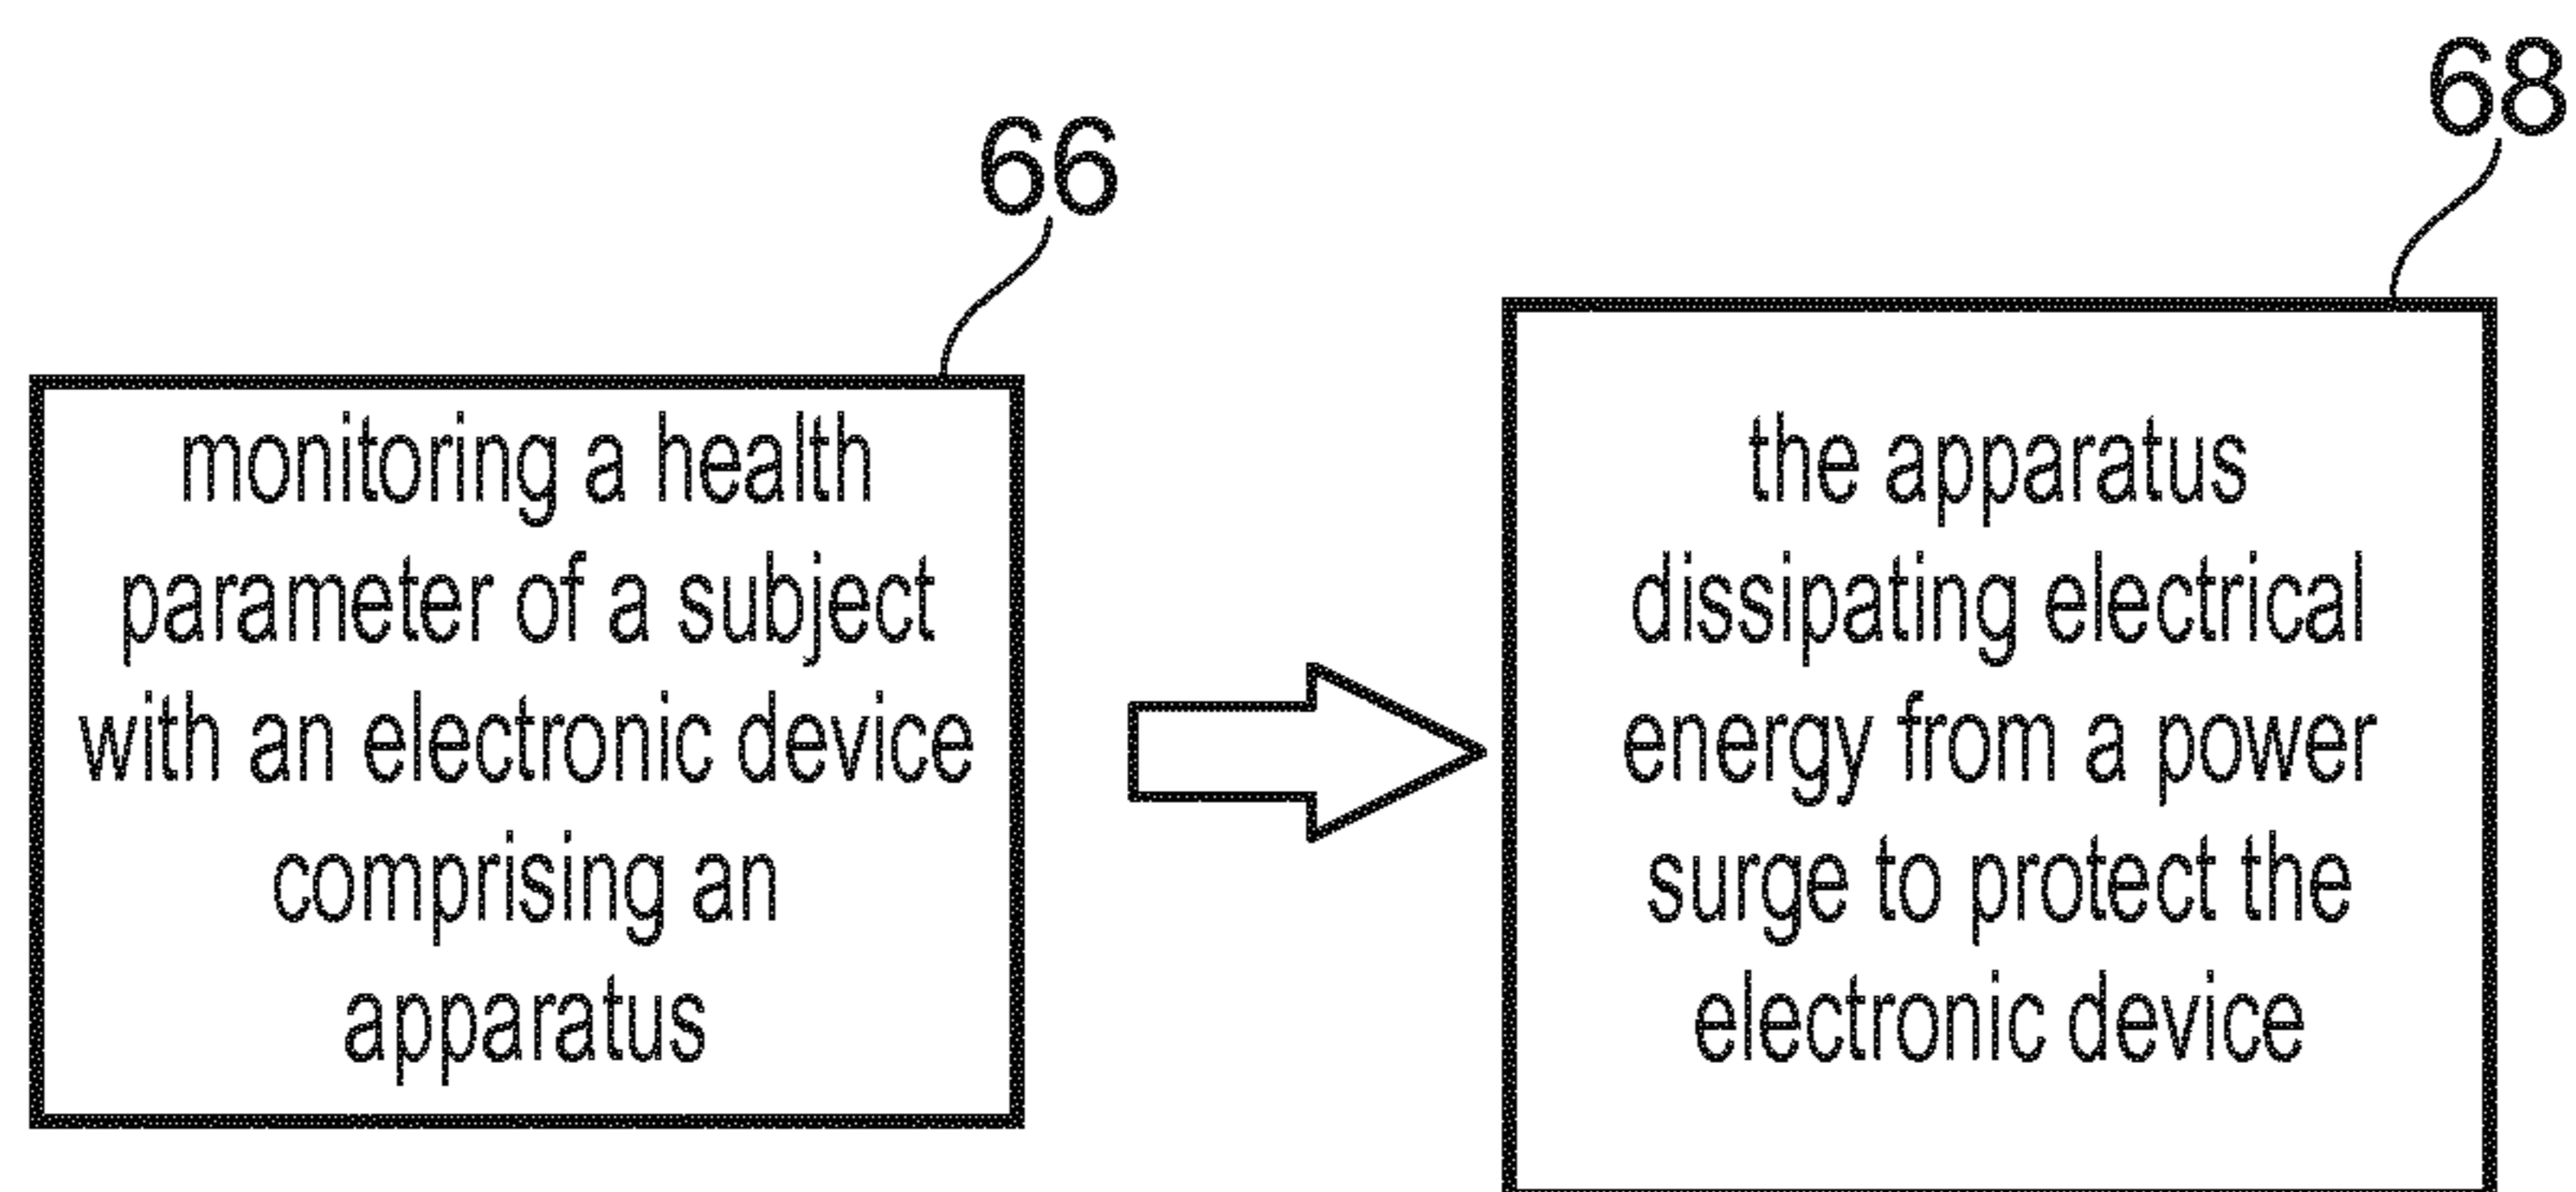 66
monitoring a health
parameter of a subject
with an electronic device
comprising an
apparatus
68
the apparatus
dissipating electrical
energy from a power
surge to protect the
electronic device